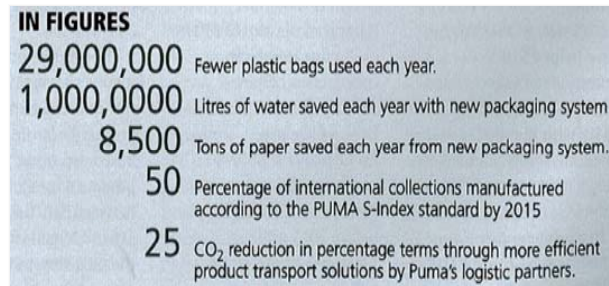 IN FIGURES
29,000,000 Fewer plastic bags used each year.
1,000,0000 Litres of water saved each year with new packaging system
8,500 Tons of paper saved each year from new packaging system.
50 Percentage of international collections manufactured
according to the PUMA S-Index standard by 2015
25 CO₂ reduction in percentage terms through more efficient
product transport solutions by Puma's logistic partners.